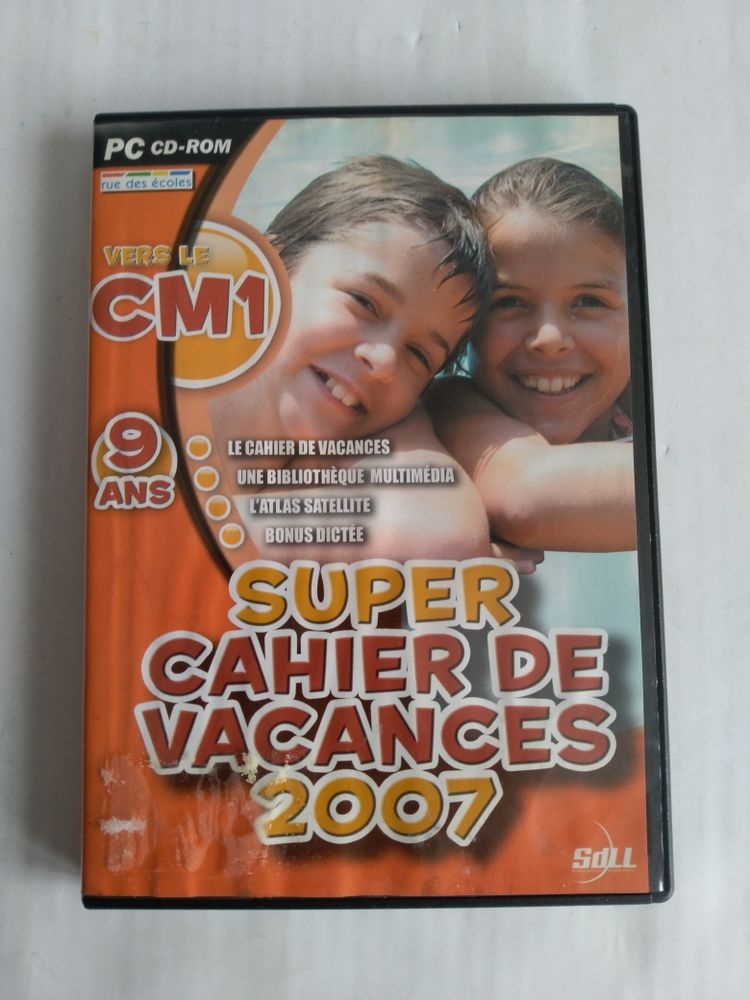 PC CD-ROM
rue des écoles
VERS LE
CM1
9
ANS
LE CAHIER DE VACANCES
UNE BIBLIOTHÈQUE MULTIMÉDIA
L'ATLAS SATELLITE
BONUS DICTÉE
SUPER
CAHIER DE
VACANCES
2007
SdLL